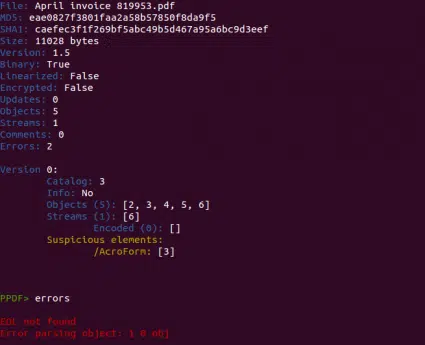 File: April invoice 819953.pdf
MD5: eae0827f3801faa2a58b57850f8da9f5
SHA1: caefec3f1f269bf5abc49b5d467a95a6bc9d3eef
Size: 11028 bytes
Version: 1.5
Binary: True
Linearized: False
Encrypted: False
Updates: 0
Objects: 5
Streams: 1
Comments: 0
Errors: 2
Version 0:
Catalog: 3
Info: No
Objects (5): [2, 3, 4, 5, 6]
Streams (1): [6]
Encoded (0): []
Suspicious elements:
/AcroForm: [3]
PPDF> errors
EOL not found
Error parsing object: 1 0 obj